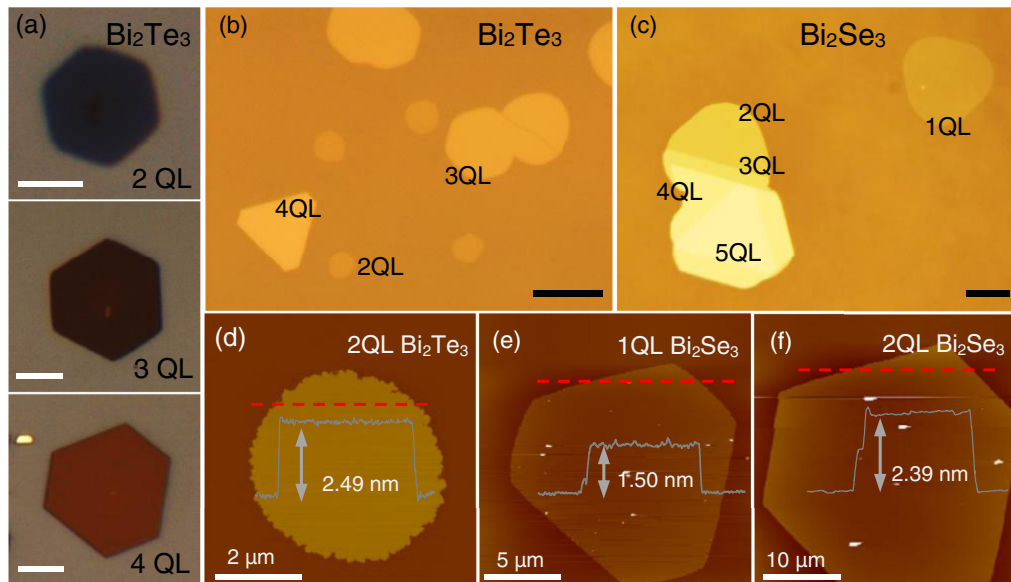 (a)
Bi₂Te₃
2 QL
3 QL
4 QL
(b)
Bi₂Te₃
3QL
4QL
2QL
(c)
Bi₂Se₃
2QL
1QL
3QL
4QL
5QL
(d)
2QL Bi₂Te₃
2.49 nm
2 μm
(e)
1QL Bi₂Se₃
1.50 nm
5 μm
(f)
2QL Bi₂Se₃
2.39 nm
10 μm